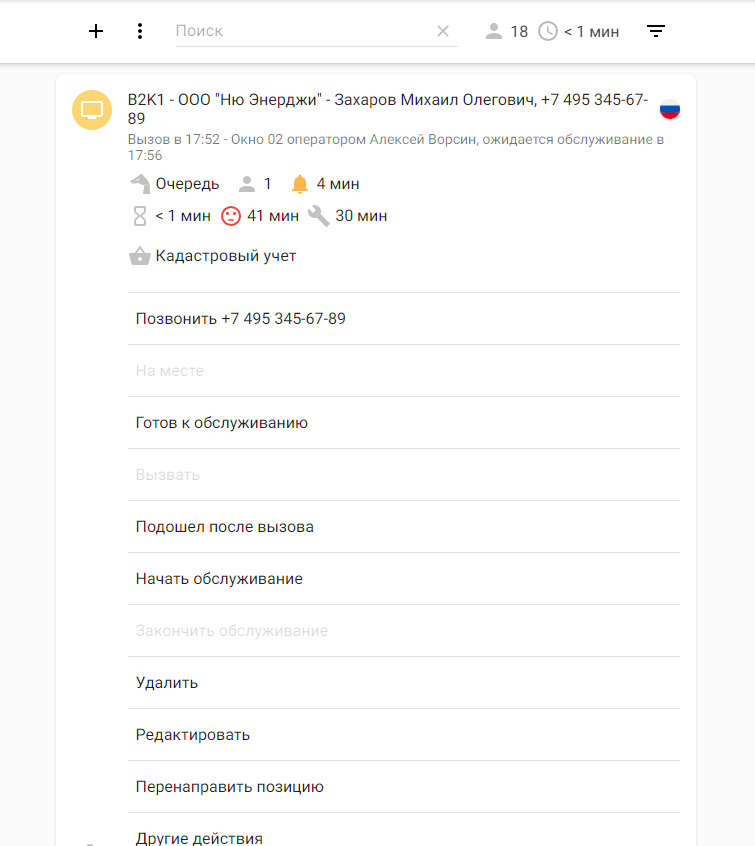 Поиск
18
< 1 мин
B2K1 - ООО "Ню Энерджи" - Захаров Михаил Олегович, +7 495 345-67-
89
Вызов в 17:52 - Окно 02 оператором Алексей Ворсин, ожидается обслуживание в
17:56
Очередь 1 4 мин
< 1 мин 41 мин 30 мин
Кадастровый учет
Позвонить +7 495 345-67-89
На месте
Готов к обслуживанию
Вызвать
Подошел после вызова
Начать обслуживание
Закончить обслуживание
Удалить
Редактировать
Перенаправить позицию
Другие действия